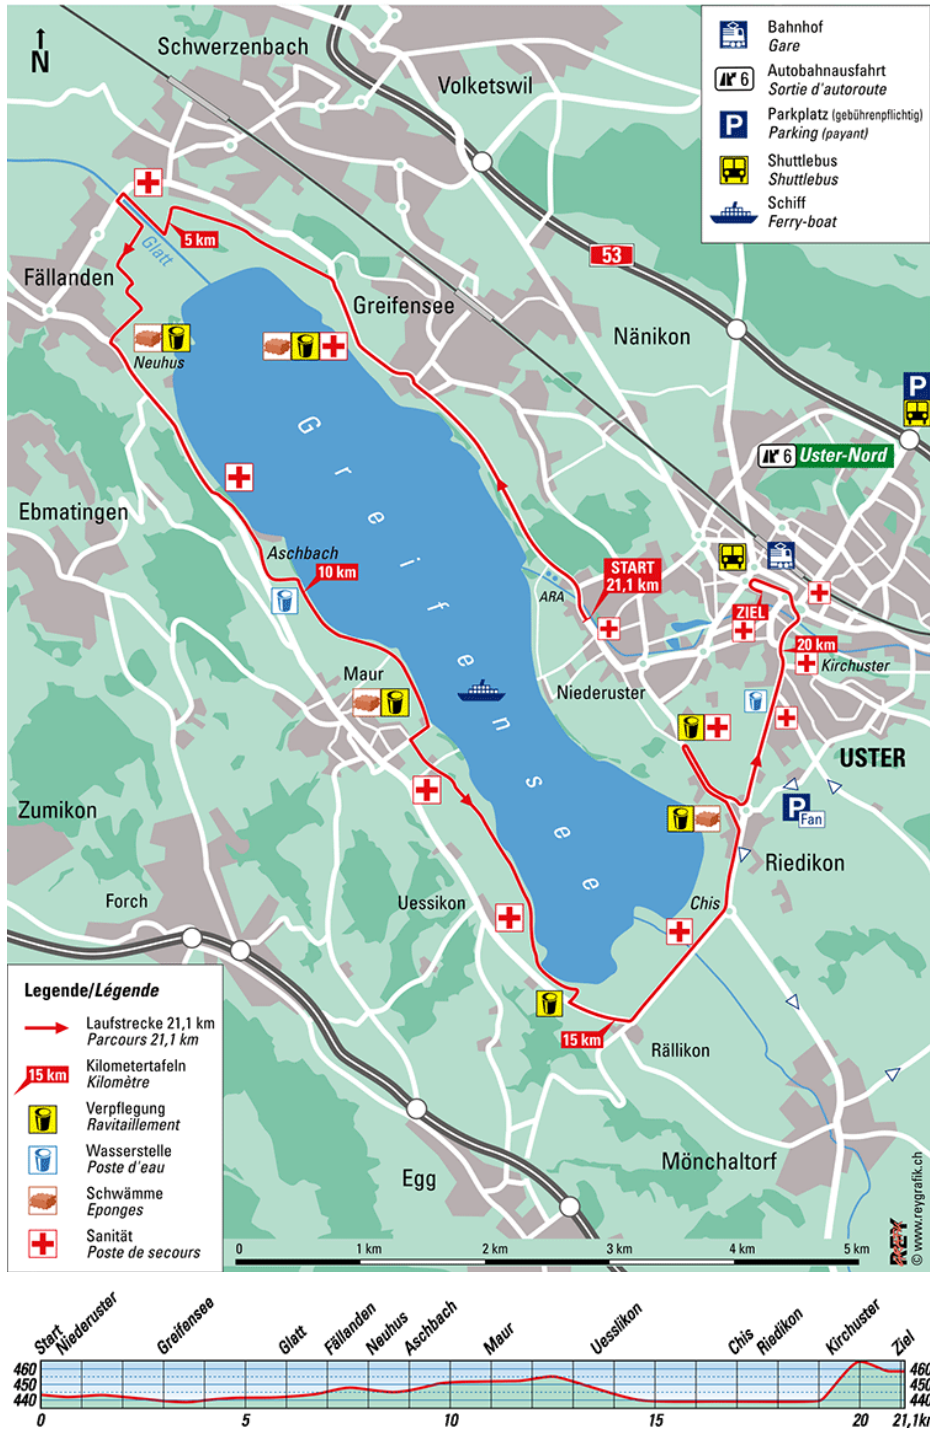 N
Schwerzenbach
Volketswil
Bahnhof
Gare
6
Autobahnausfahrt
Sortie d'autoroute
P
Parkplatz (gebührenpflichtig)
Parking (payant)
Shuttlebus
Shuttlebus
Schiff
Ferry-boat
5 km
Glatt
53
Fällanden
Greifensee
Nänikon
Neuhus
P
6 Uster-Nord
Greifensee
Ebmatingen
Aschbach
10 km
START
21,1 km
ARA
ZIEL
20 km
Kirchuster
Maur
Niederuster
USTER
Zumikon
P
Fan
Riedikon
Forch
Uessikon
Chis
15 km
Rällikon
Mönchaltorf
Egg
Legende/Légende
Laufstrecke 21,1 km
Parcours 21,1 km
15 km
Kilometertafeln
Kilomètre
Verpflegung
Ravitaillement
Wasserstelle
Poste d'eau
Schwämme
Eponges
Sanität
Poste de secours
0 1 km 2 km 3 km 4 km 5 km
REY
© www.reygrafik.ch
Start Niederuster Greifensee Glatt Fällanden Neuhus Aschbach Maur Uesslikon Chis Riedikon Kirchuster Ziel
460 460
450 450
440 440
0 5 10 15 20 21,1km